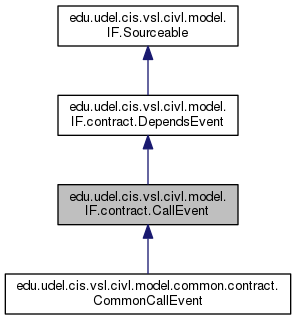 edu.udel.cis.vsl.civl.model.
IF.Sourceable
edu.udel.cis.vsl.civl.model.
IF.contract.DependsEvent
edu.udel.cis.vsl.civl.model.
IF.contract.CallEvent
edu.udel.cis.vsl.civl.model.common.contract.
CommonCallEvent